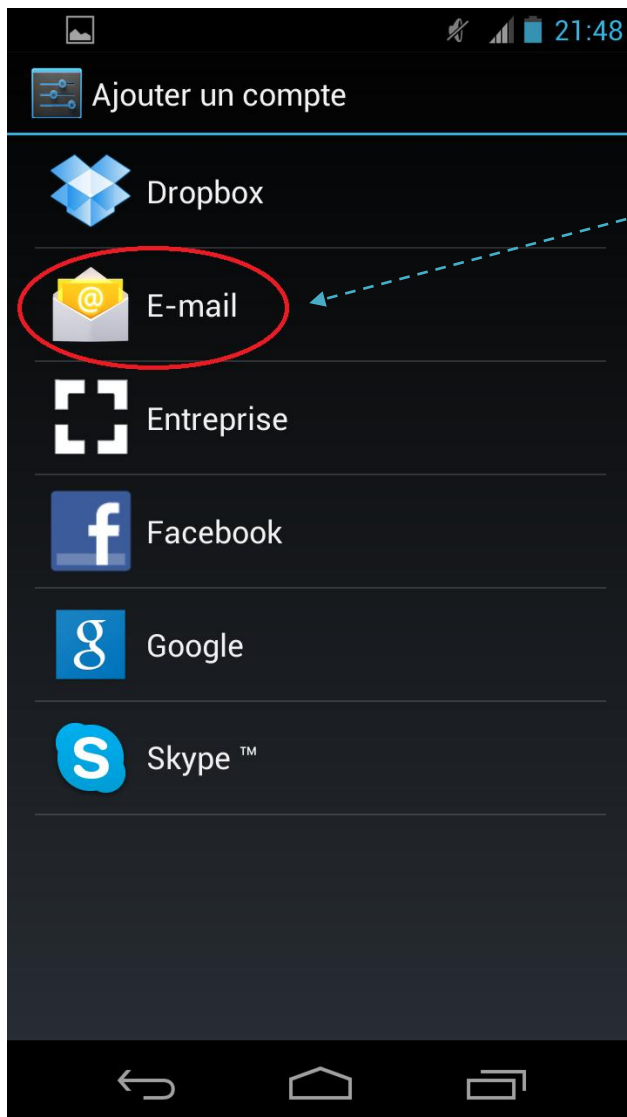 21:48
Ajouter un compte
Dropbox
@ E-mail
Entreprise
f Facebook
g Google
S Skype ™